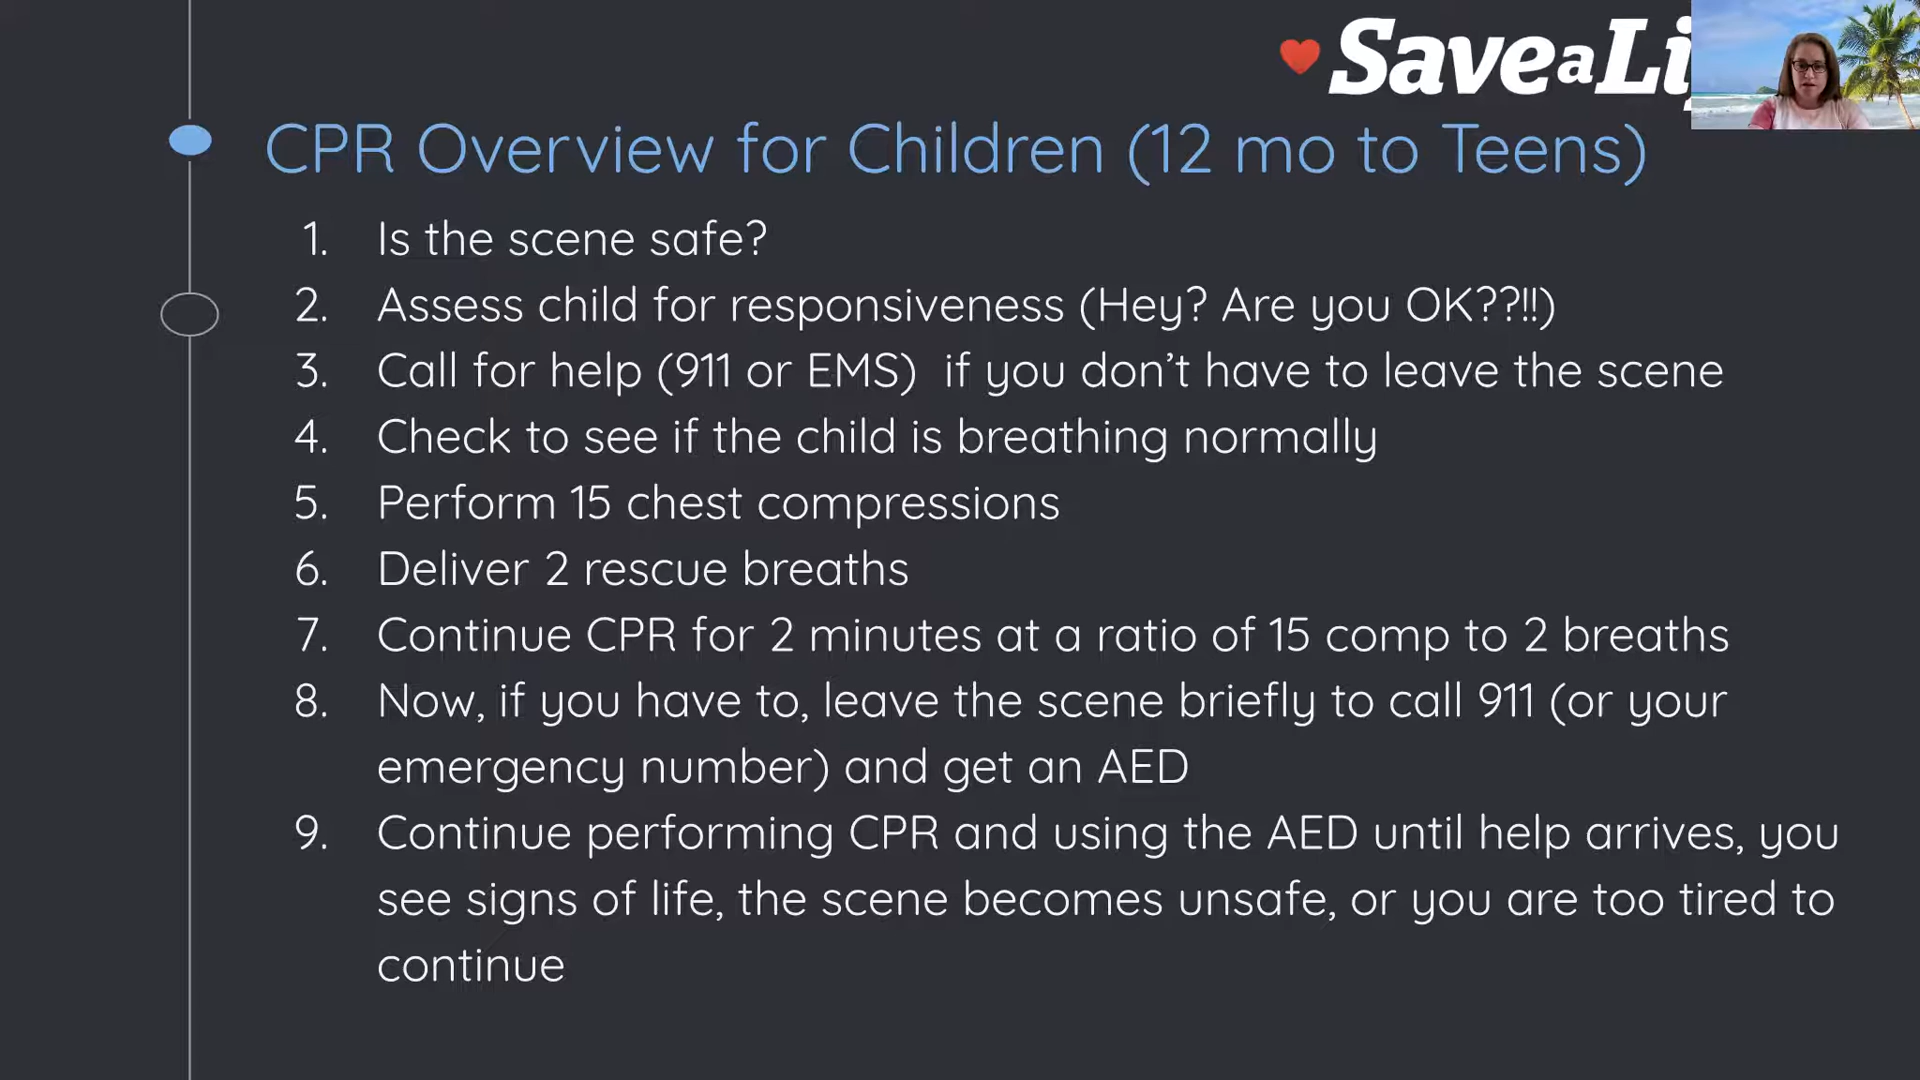 SaveaLi
CPR Overview for Children (12 mo to Teens)
1. Is the scene safe?
2. Assess child for responsiveness (Hey? Are you OK??!!)
3. Call for help (911 or EMS) if you don’t have to leave the scene
4. Check to see if the child is breathing normally
5. Perform 15 chest compressions
6. Deliver 2 rescue breaths
7. Continue CPR for 2 minutes at a ratio of 15 comp to 2 breaths
8. Now, if you have to, leave the scene briefly to call 911 (or your
emergency number) and get an AED
9. Continue performing CPR and using the AED until help arrives, you
see signs of life, the scene becomes unsafe, or you are too tired to
continue